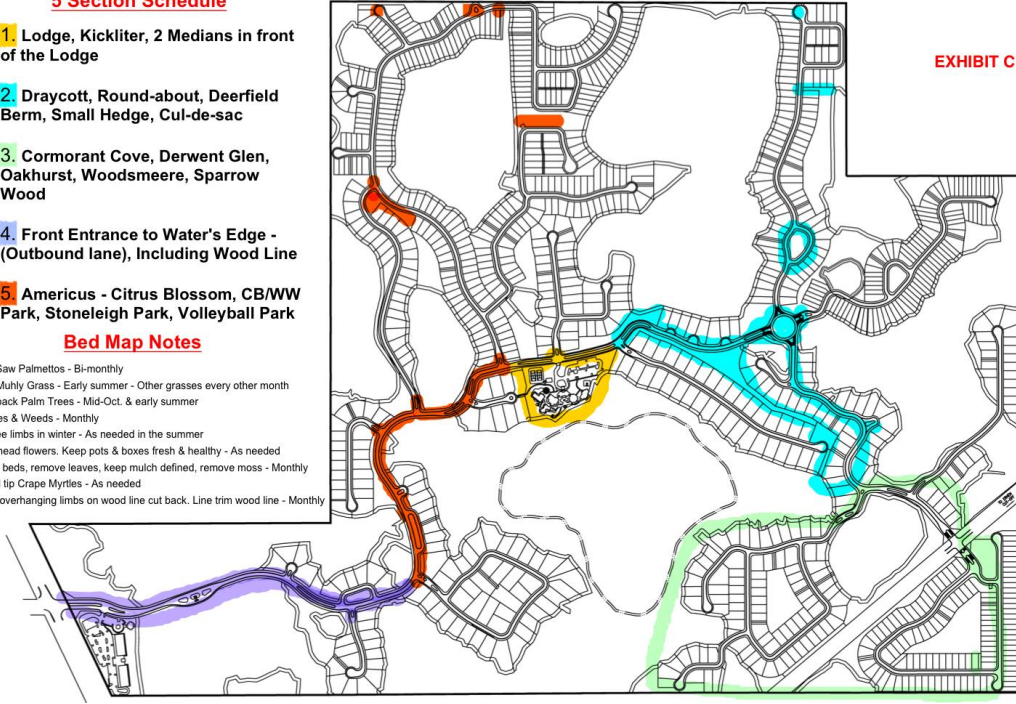 5 Section Schedule
1. Lodge, Kickliter, 2 Medians in front
of the Lodge
2. Draycott, Round-about, Deerfield
Berm, Small Hedge, Cul-de-sac
3. Cormorant Cove, Derwent Glen,
Oakhurst, Woodsmeere, Sparrow
Wood
4. Front Entrance to Water's Edge -
(Outbound lane), Including Wood Line
5. Americus - Citrus Blossom, CB/WW
Park, Stoneleigh Park, Volleyball Park
Bed Map Notes
Saw Palmettos - Bi-monthly
Muhly Grass - Early summer - Other grasses every other month
back Palm Trees - Mid-Oct. & early summer
es & Weeds - Monthly
ee limbs in winter - As needed in the summer
head flowers. Keep pots & boxes fresh & healthy - As needed
beds, remove leaves, keep mulch defined, remove moss - Monthly
tip Crape Myrtles - As needed
overhanging limbs on wood line cut back. Line trim wood line - Monthly
EXHIBIT C